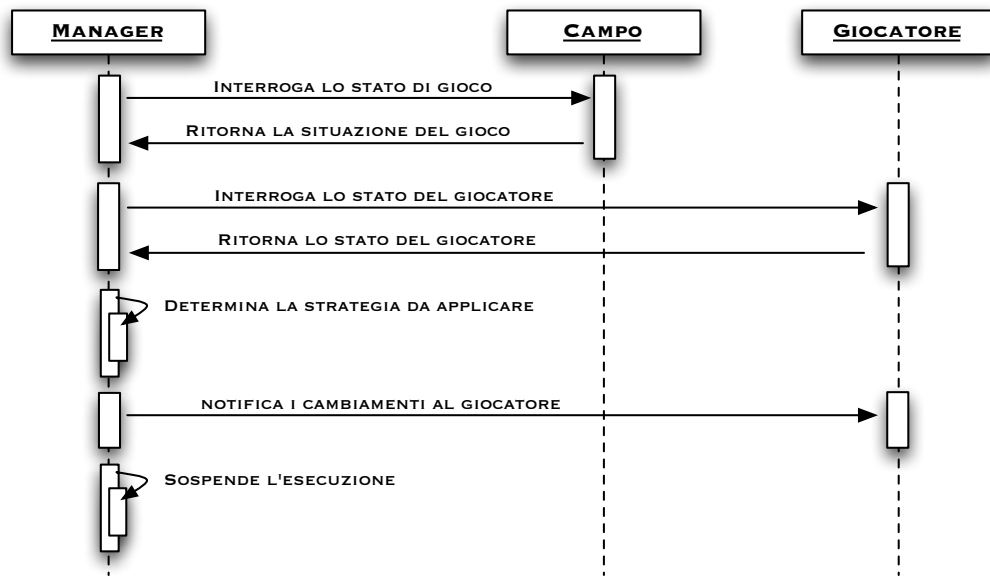 MANAGER
CAMPO
GIOCATORE
INTERROGA LO STATO DI GIOCO
RITORNA LA SITUAZIONE DEL GIOCO
INTERROGA LO STATO DEL GIOCATORE
RITORNA LO STATO DEL GIOCATORE
DETERMINA LA STRATEGIA DA APPLICARE
NOTIFICA I CAMBIAMENTI AL GIOCATORE
SOSPENDE L'ESECUZIONE